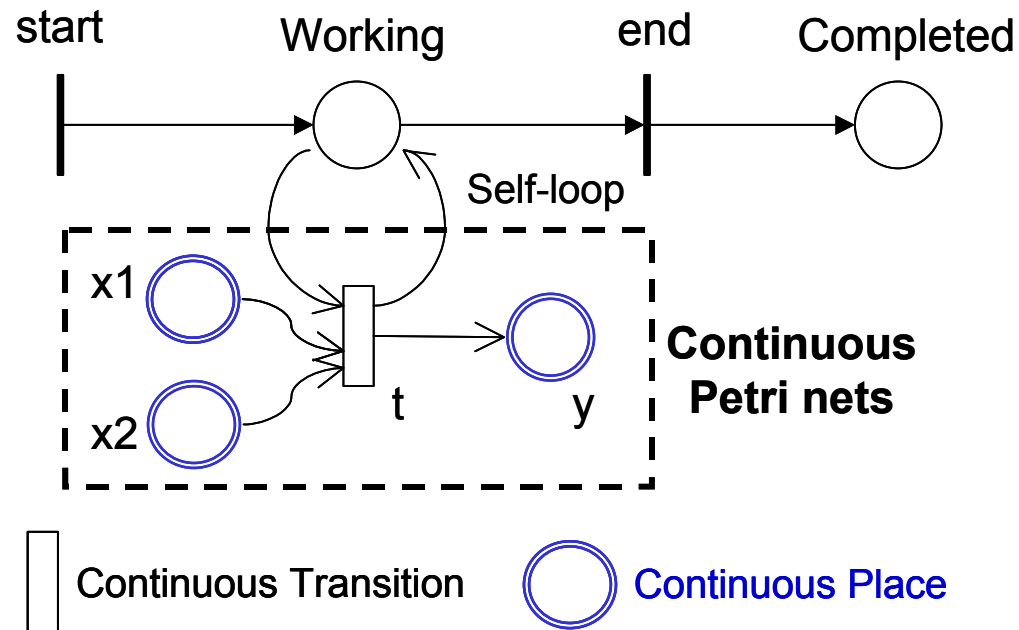 start
Working
end
Completed
Self-loop
x1
x2
t
y
Continuous
Petri nets
Continuous Transition
Continuous Place